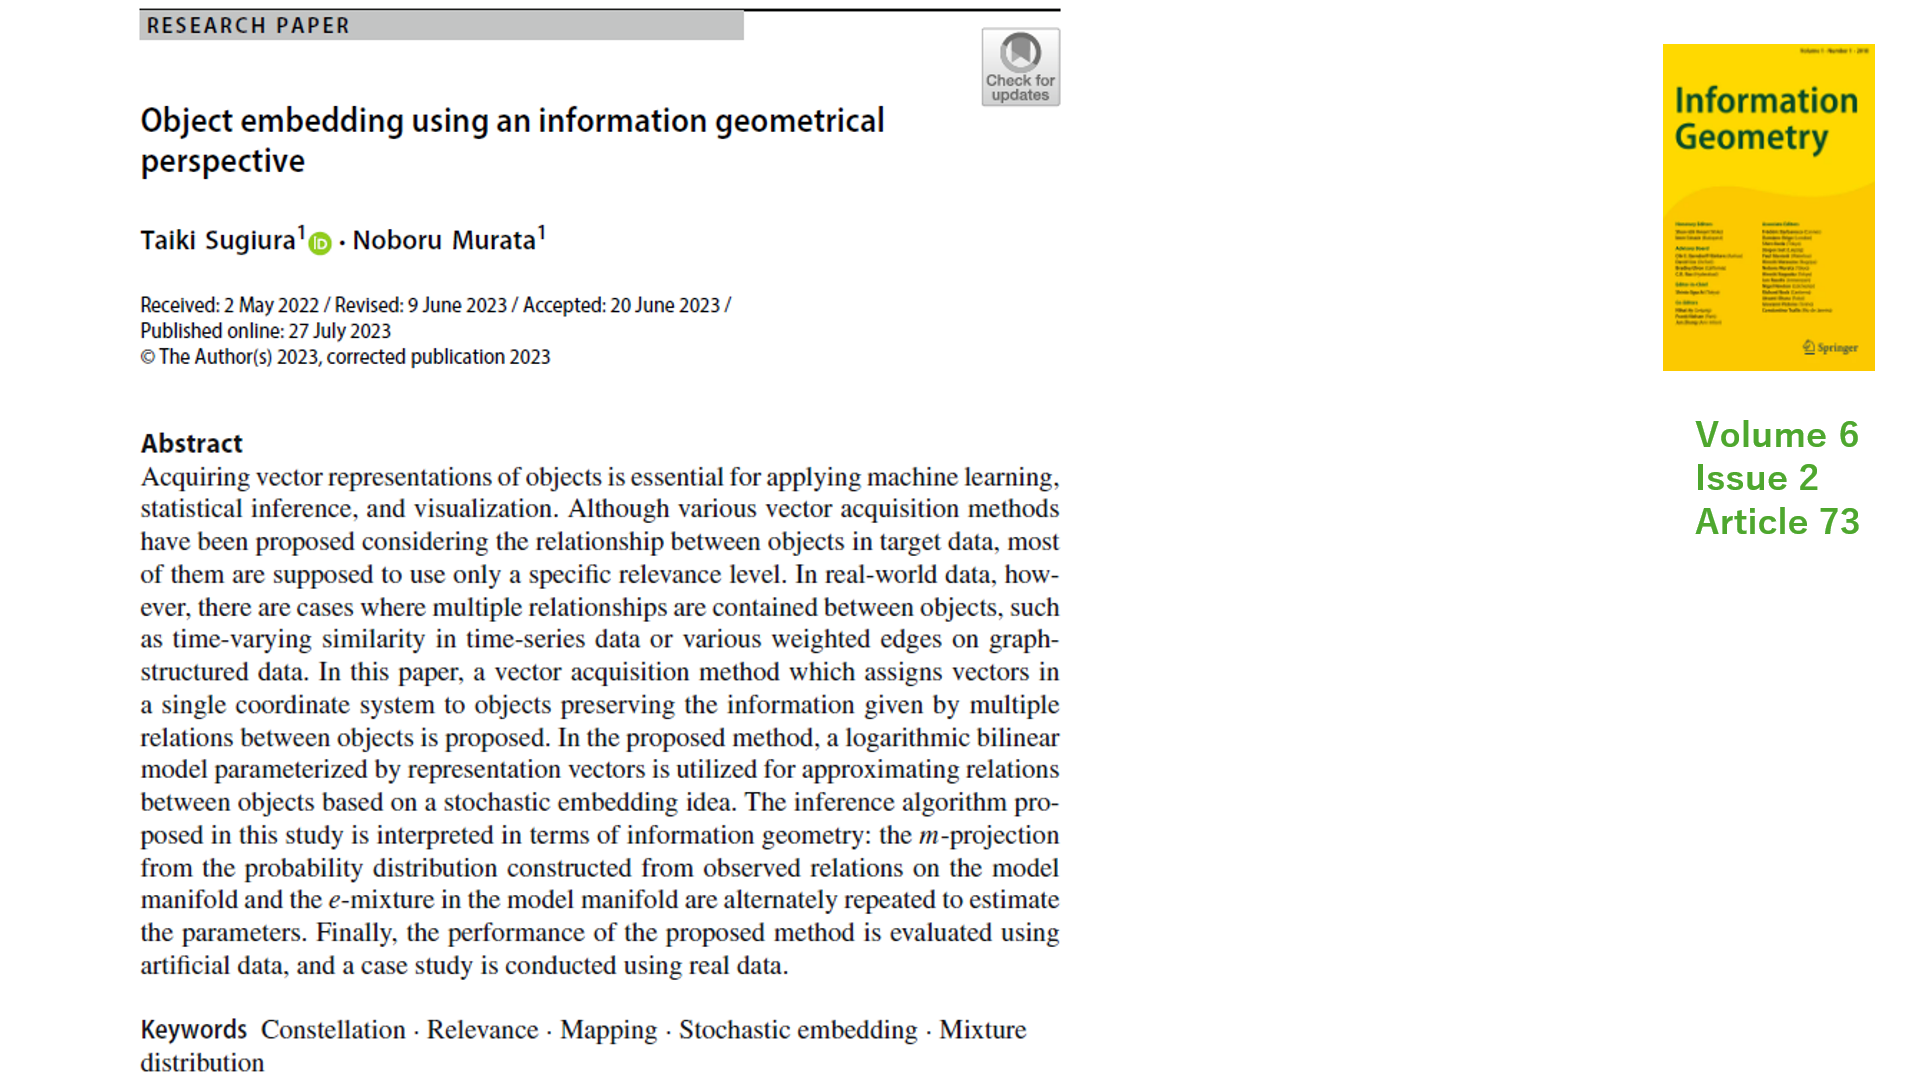 RESEARCH PAPER
Check for
updates
Object embedding using an information geometrical
perspective
Taiki Sugiura¹ iD · Noboru Murata¹
Received: 2 May 2022 / Revised: 9 June 2023 / Accepted: 20 June 2023 /
Published online: 27 July 2023
© The Author(s) 2023, corrected publication 2023
Abstract
Acquiring vector representations of objects is essential for applying machine learning,
statistical inference, and visualization. Although various vector acquisition methods
have been proposed considering the relationship between objects in target data, most
of them are supposed to use only a specific relevance level. In real-world data, how-
ever, there are cases where multiple relationships are contained between objects, such
as time-varying similarity in time-series data or various weighted edges on graph-
structured data. In this paper, a vector acquisition method which assigns vectors in
a single coordinate system to objects preserving the information given by multiple
relations between objects is proposed. In the proposed method, a logarithmic bilinear
model parameterized by representation vectors is utilized for approximating relations
between objects based on a stochastic embedding idea. The inference algorithm pro-
posed in this study is interpreted in terms of information geometry: the m-projection
from the probability distribution constructed from observed relations on the model
manifold and the e-mixture in the model manifold are alternately repeated to estimate
the parameters. Finally, the performance of the proposed method is evaluated using
artificial data, and a case study is conducted using real data.
Keywords Constellation · Relevance · Mapping · Stochastic embedding · Mixture
distribution
Information
Geometry
Springer
Volume 6
Issue 2
Article 73